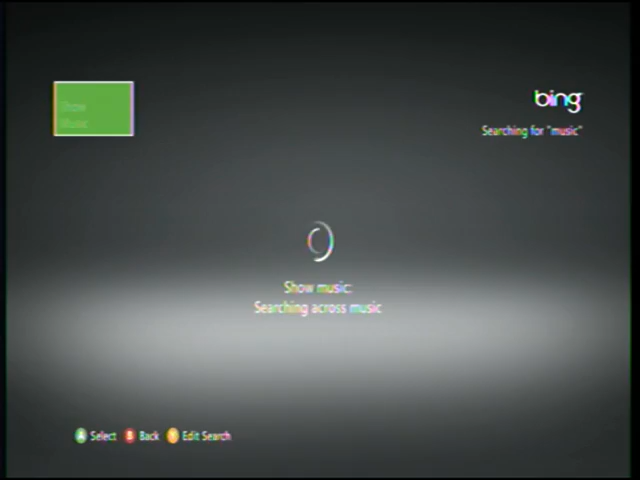 Show
Music
bing
Searching for "music"
Show music:
Searching across music
A Select B Back Y Edit Search